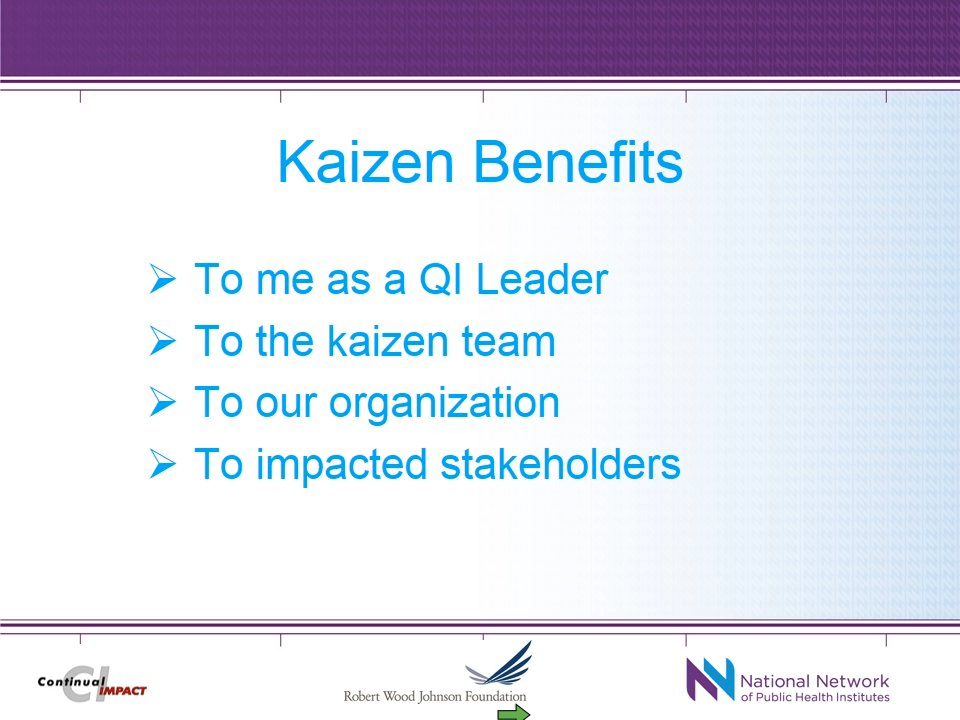 Kaizen Benefits
To me as a QI Leader
To the kaizen team
To our organization
To impacted stakeholders
CI
Continual IMPACT
Robert Wood Johnson Foundation
National Network
of Public Health Institutes